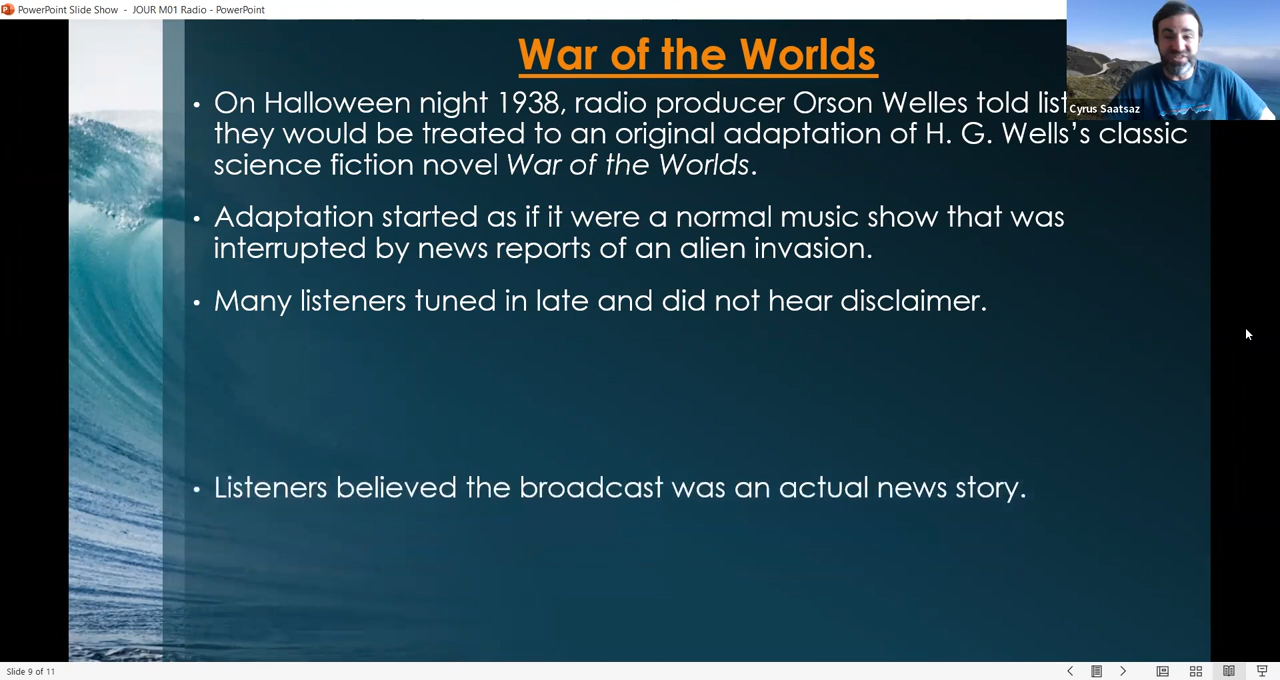 PowerPoint Slide Show - JOUR M01 Radio - PowerPoint
War of the Worlds
Cyrus Saatsaz
• On Halloween night 1938, radio producer Orson Welles told
they would be treated to an original adaptation of H. G. Wells’s classic
science fiction novel War of the Worlds.
• Adaptation started as if it were a normal music show that was
interrupted by news reports of an alien invasion.
• Many listeners tuned in late and did not hear disclaimer.
• Listeners believed the broadcast was an actual news story.
Slide 9 of 11